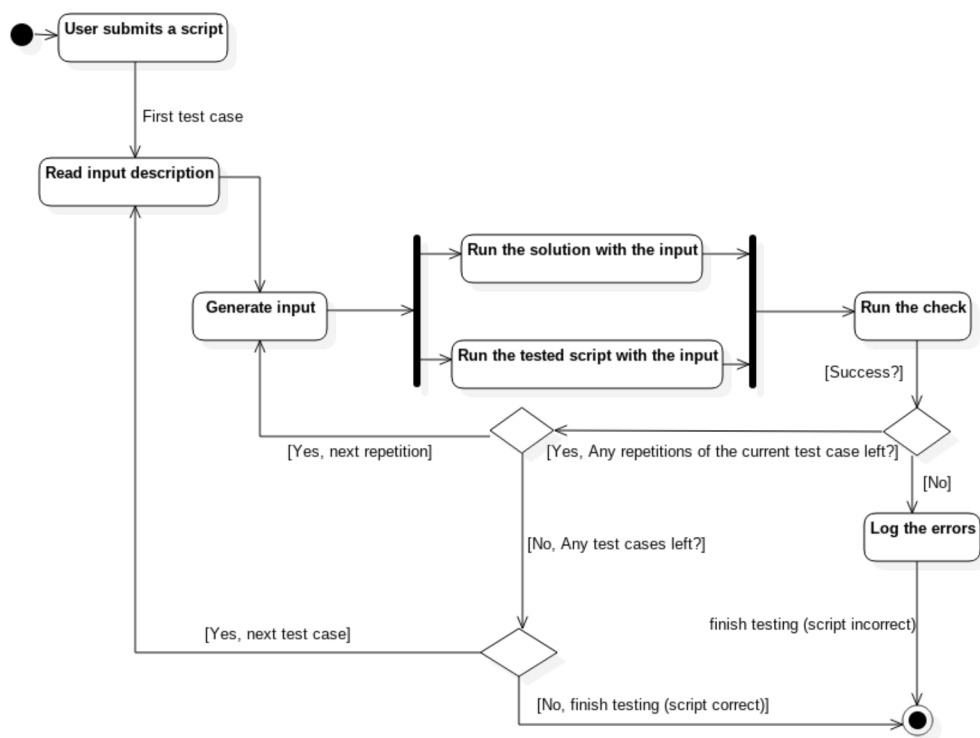 User submits a script
First test case
Read input description
Run the solution with the input
Generate input
Run the check
Run the tested script with the input
[Success?]
[Yes, next repetition]
[Yes, Any repetitions of the current test case left?]
[No]
Log the errors
[No, Any test cases left?]
finish testing (script incorrect)
[Yes, next test case]
[No, finish testing (script correct)]